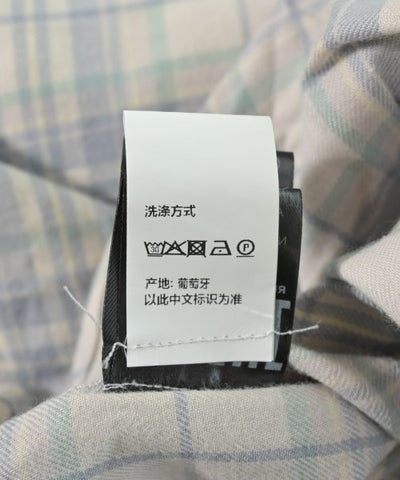 洗涤方式
P
产地: 葡萄牙
以此中文标识为准